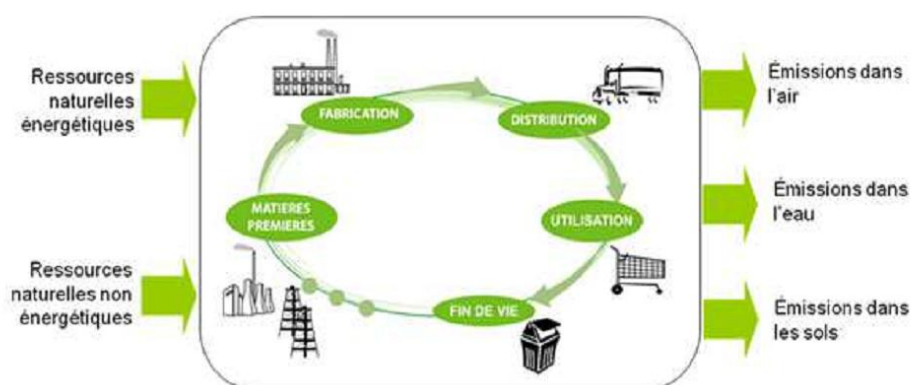 Ressources
naturelles
énergétiques
Ressources
naturelles non
énergétiques
FABRICATION
DISTRIBUTION
MATIERES
PREMIERES
UTILISATION
FIN DE VIE
Émissions dans
l'air
Émissions dans
l'eau
Émissions dans
les sols